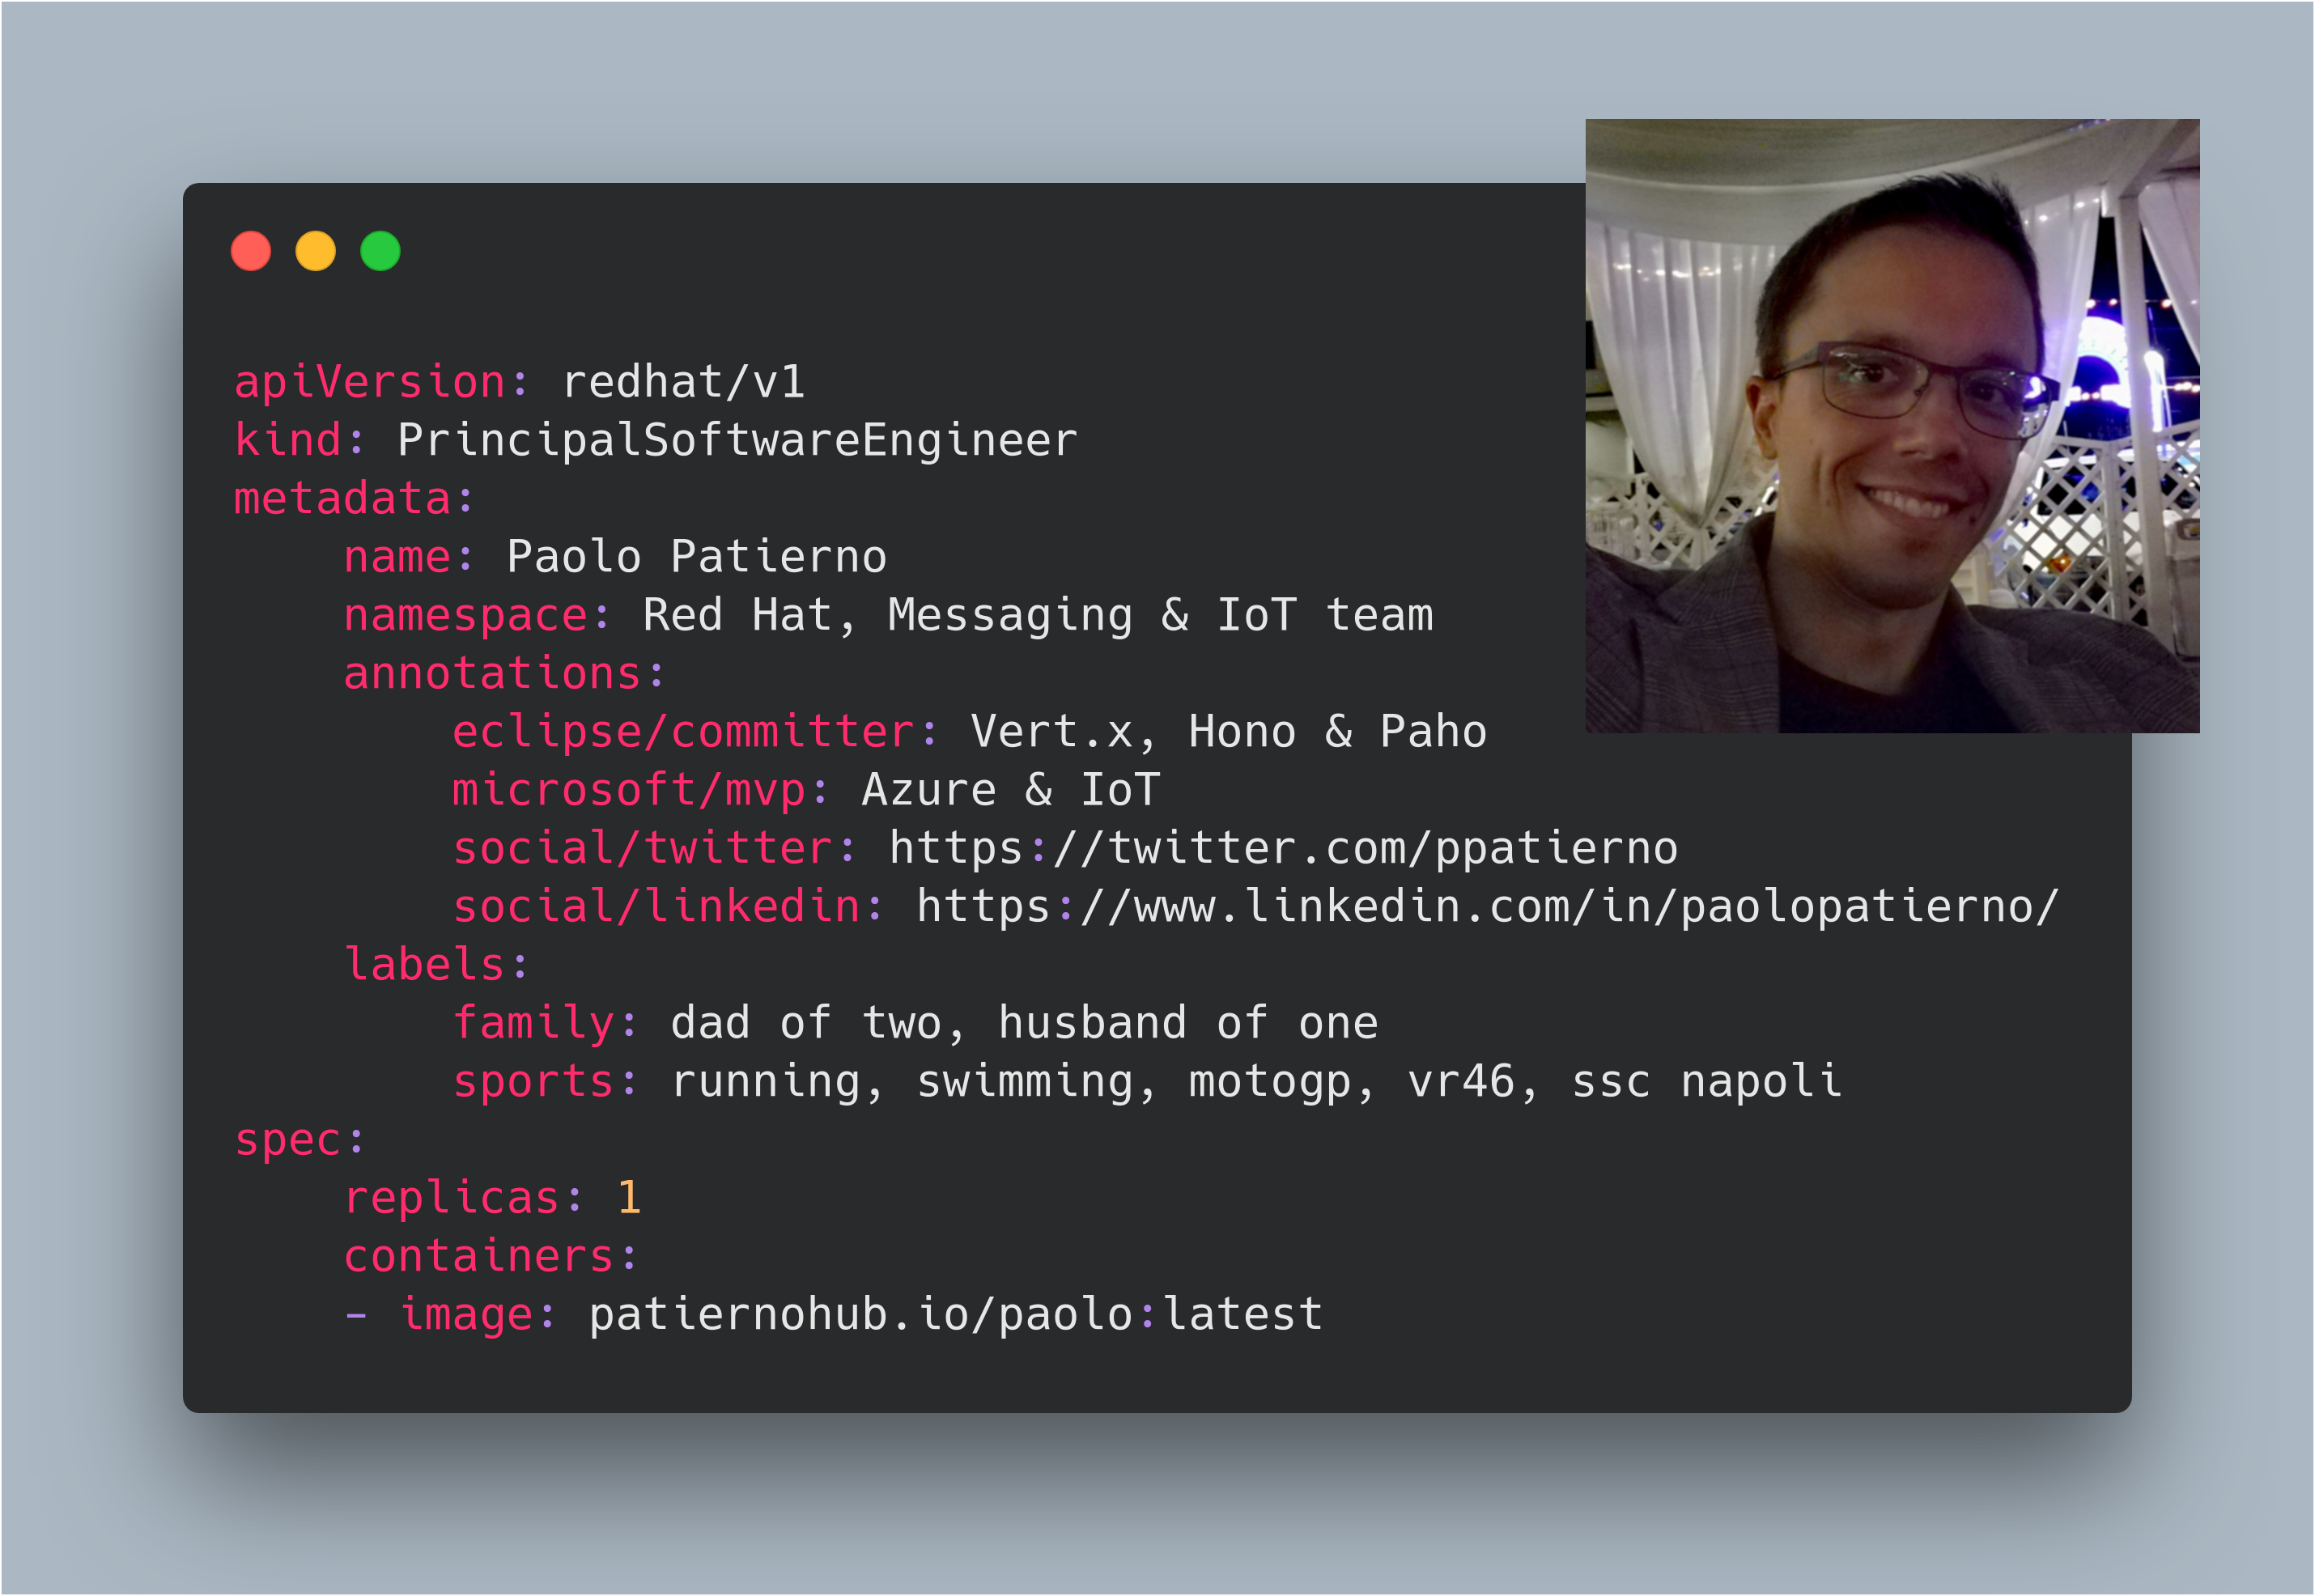 apiVersion: redhat/v1
kind: PrincipalSoftwareEngineer
metadata:
    name: Paolo Patierno
    namespace: Red Hat, Messaging & IoT team
    annotations:
        eclipse/committer: Vert.x, Hono & Paho
        microsoft/mvp: Azure & IoT
        social/twitter: https://twitter.com/ppatierno
        social/linkedin: https://www.linkedin.com/in/paolopatierno/
    labels:
        family: dad of two, husband of one
        sports: running, swimming, motogp, vr46, ssc napoli
spec:
    replicas: 1
    containers:
    - image: patiernohub.io/paolo:latest